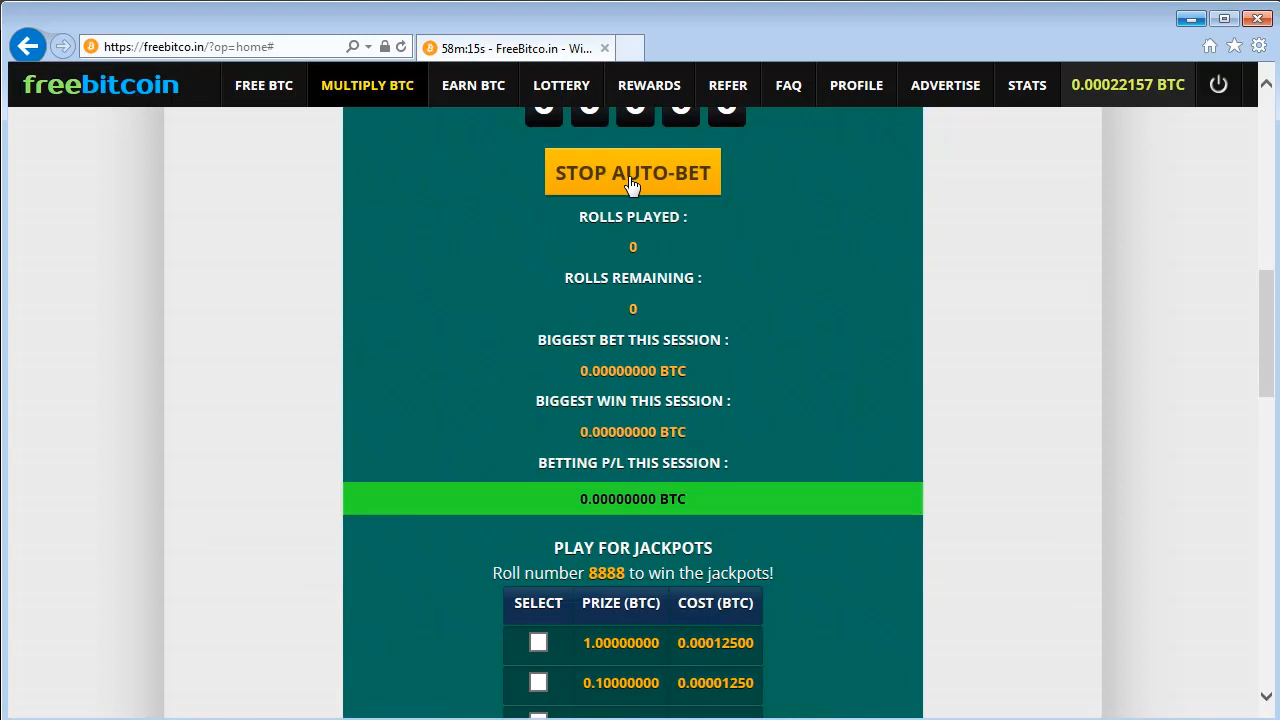 https://freebitco.in/?op=home#
58m:15s - FreeBitco.in - Wi...
freebitcoin
FREE BTC
MULTIPLY BTC
EARN BTC
LOTTERY
REWARDS
REFER
FAQ
PROFILE
ADVERTISE
STATS
0.00022157 BTC
STOP AUTO-BET
ROLLS PLAYED :
0
ROLLS REMAINING :
0
BIGGEST BET THIS SESSION :
0.00000000 BTC
BIGGEST WIN THIS SESSION :
0.00000000 BTC
BETTING P/L THIS SESSION :
0.00000000 BTC
PLAY FOR JACKPOTS
Roll number 8888 to win the jackpots!
SELECT PRIZE (BTC) COST (BTC)
1.00000000 0.00012500
0.10000000 0.00001250